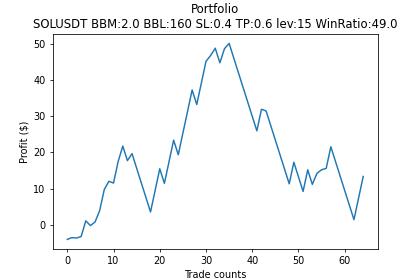 Portfolio
SOLUSDT BBM:2.0 BBL:160 SL:0.4 TP:0.6 lev:15 WinRatio:49.0
50
40
30
20
10
0
Profit ($)
0 10 20 30 40 50 60
Trade counts